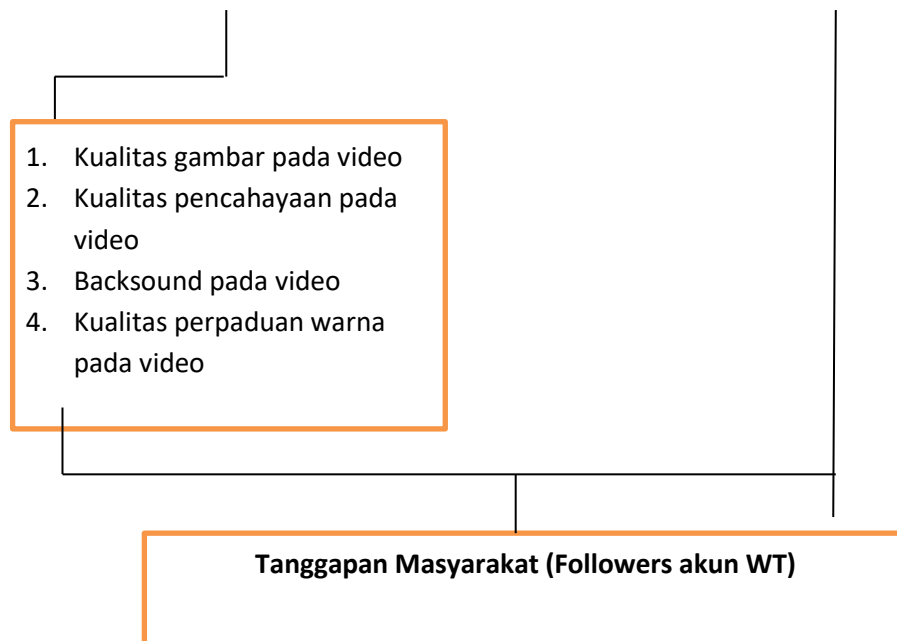 1. Kualitas gambar pada video
2. Kualitas pencahayaan pada
video
3. Backsound pada video
4. Kualitas perpaduan warna
pada video
Tanggapan Masyarakat (Followers akun WT)